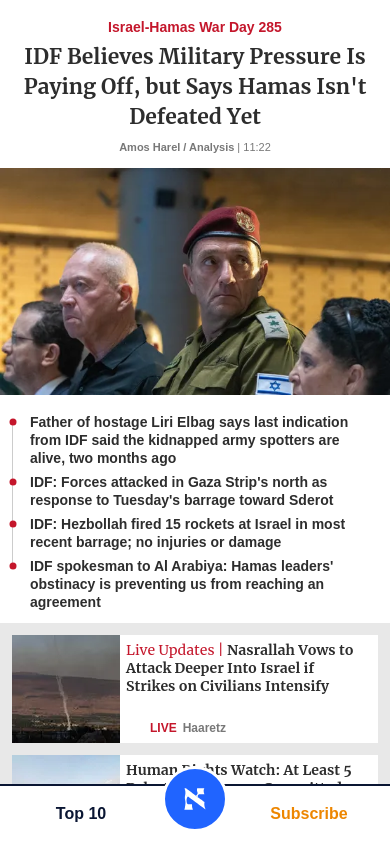 Israel-Hamas War Day 285
IDF Believes Military Pressure Is
Paying Off, but Says Hamas Isn't
Defeated Yet
Amos Harel / Analysis | 11:22
Father of hostage Liri Elbag says last indication
from IDF said the kidnapped army spotters are
alive, two months ago
IDF: Forces attacked in Gaza Strip's north as
response to Tuesday's barrage toward Sderot
IDF: Hezbollah fired 15 rockets at Israel in most
recent barrage; no injuries or damage
IDF spokesman to Al Arabiya: Hamas leaders'
obstinacy is preventing us from reaching an
agreement
Live Updates | Nasrallah Vows to
Attack Deeper Into Israel if
Strikes on Civilians Intensify
LIVE Haaretz
Human Rights Watch: At Least 5
Top 10
Subscribe